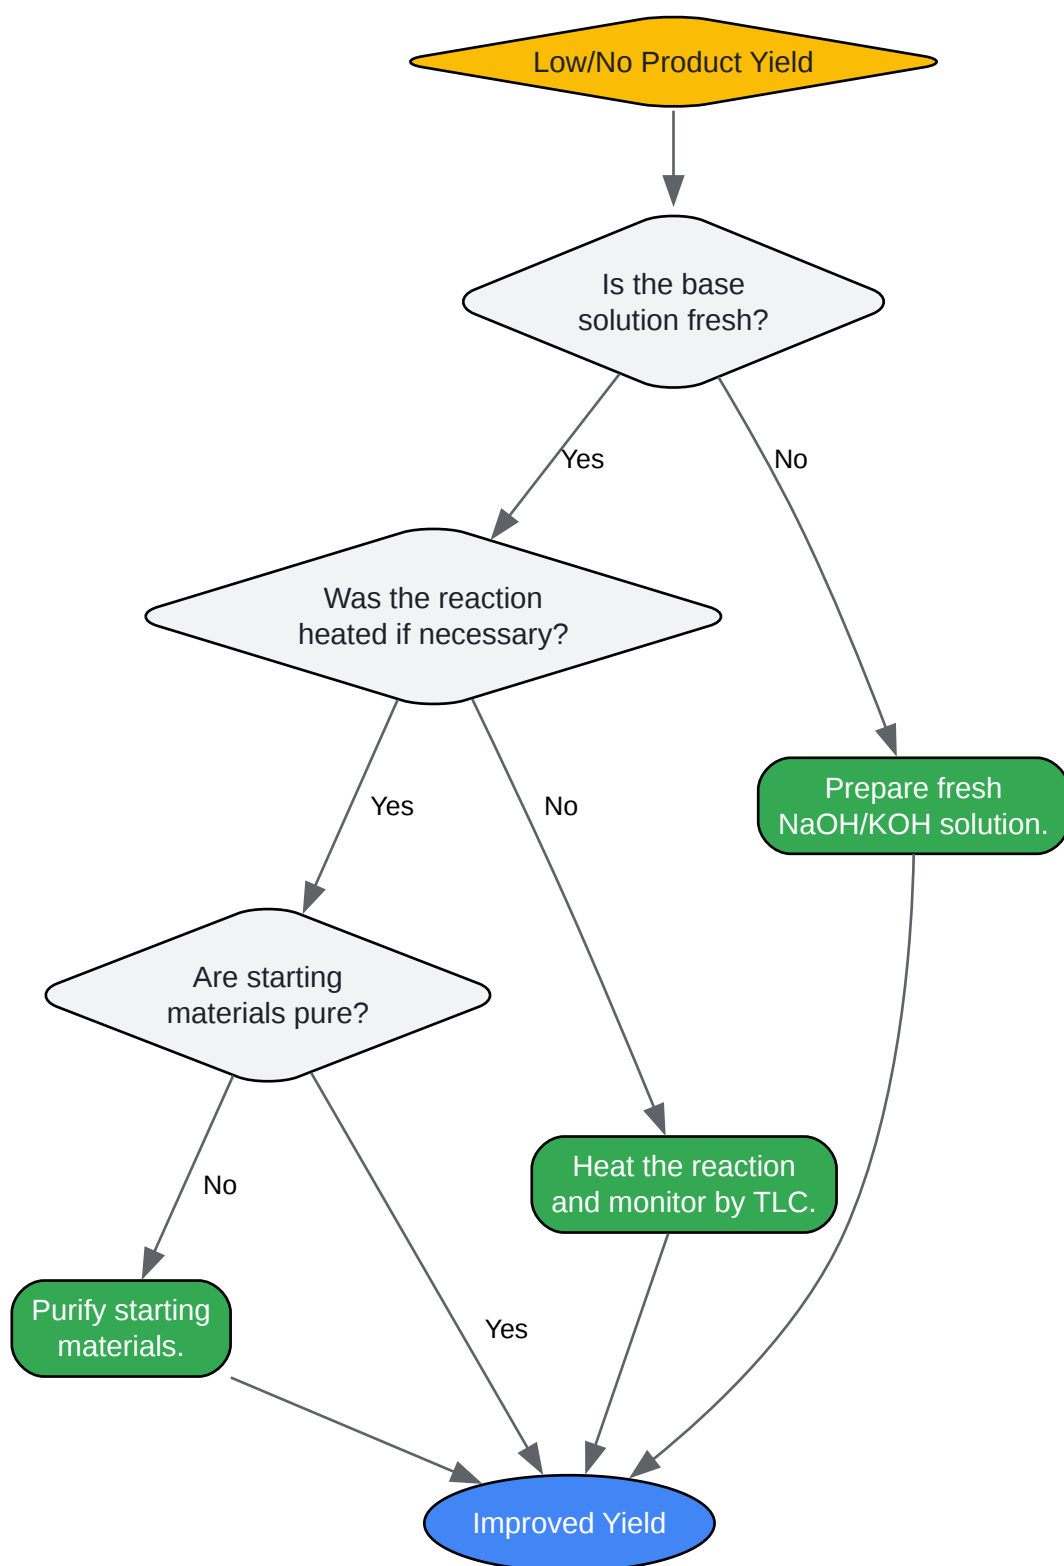 Low/No Product Yield
Is the base
solution fresh?
Yes
No
Was the reaction
heated if necessary?
Prepare fresh
NaOH/KOH solution.
Yes
No
Are starting
materials pure?
Heat the reaction
and monitor by TLC.
No
Yes
Purify starting
materials.
Improved Yield